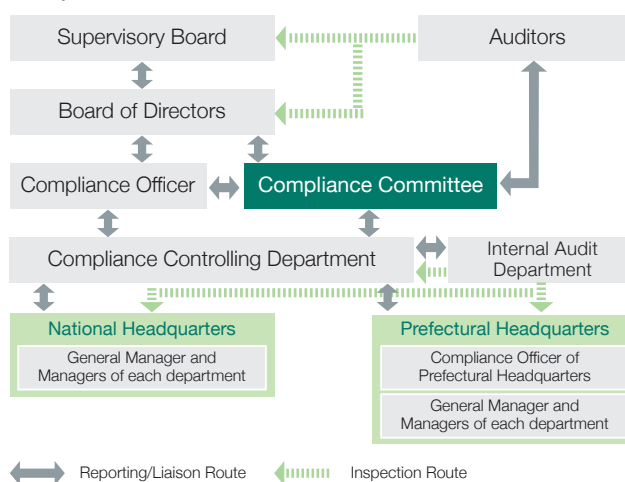 Supervisory Board
Auditors
Board of Directors
Compliance Officer
Compliance Committee
Compliance Controlling Department
Internal Audit
Department
National Headquarters
General Manager and
Managers of each department
Prefectural Headquarters
Compliance Officer of
Prefectural Headquarters
General Manager and
Managers of each department
Reporting/Liaison Route
Inspection Route